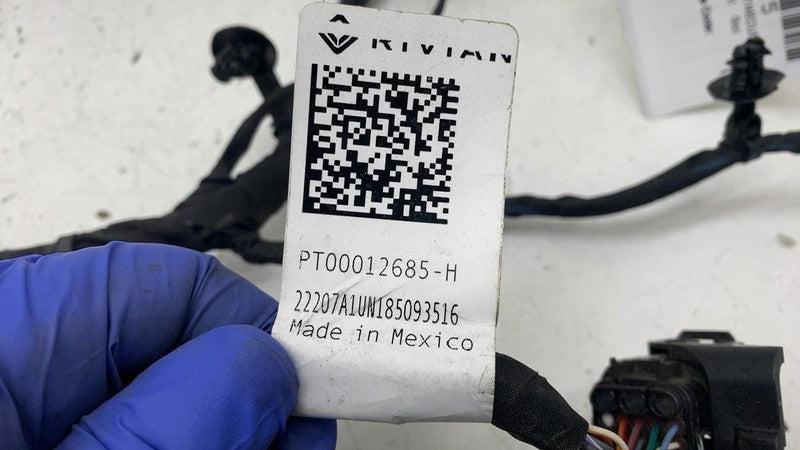 RIVIAN
PT00012685-H
22207A1UN185093516
Made in Mexico